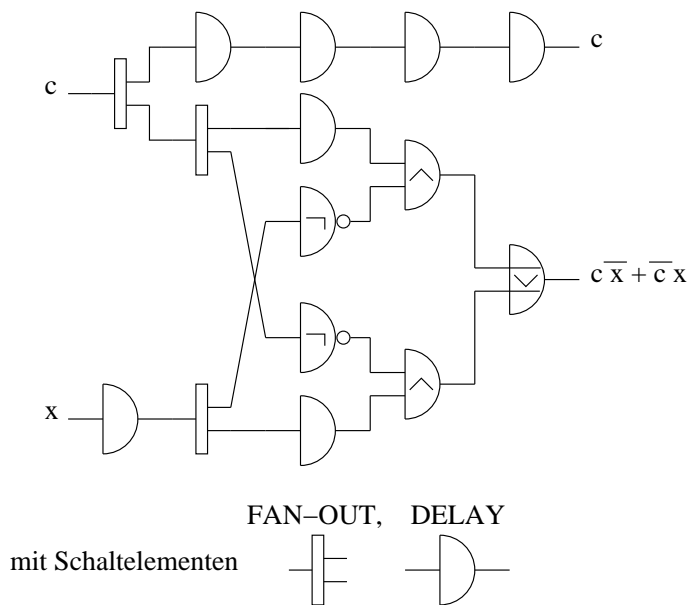 c
c
∧
¬
c x̅ + c̅ x
∨
¬
∧
x
FAN–OUT, DELAY
mit Schaltelementen